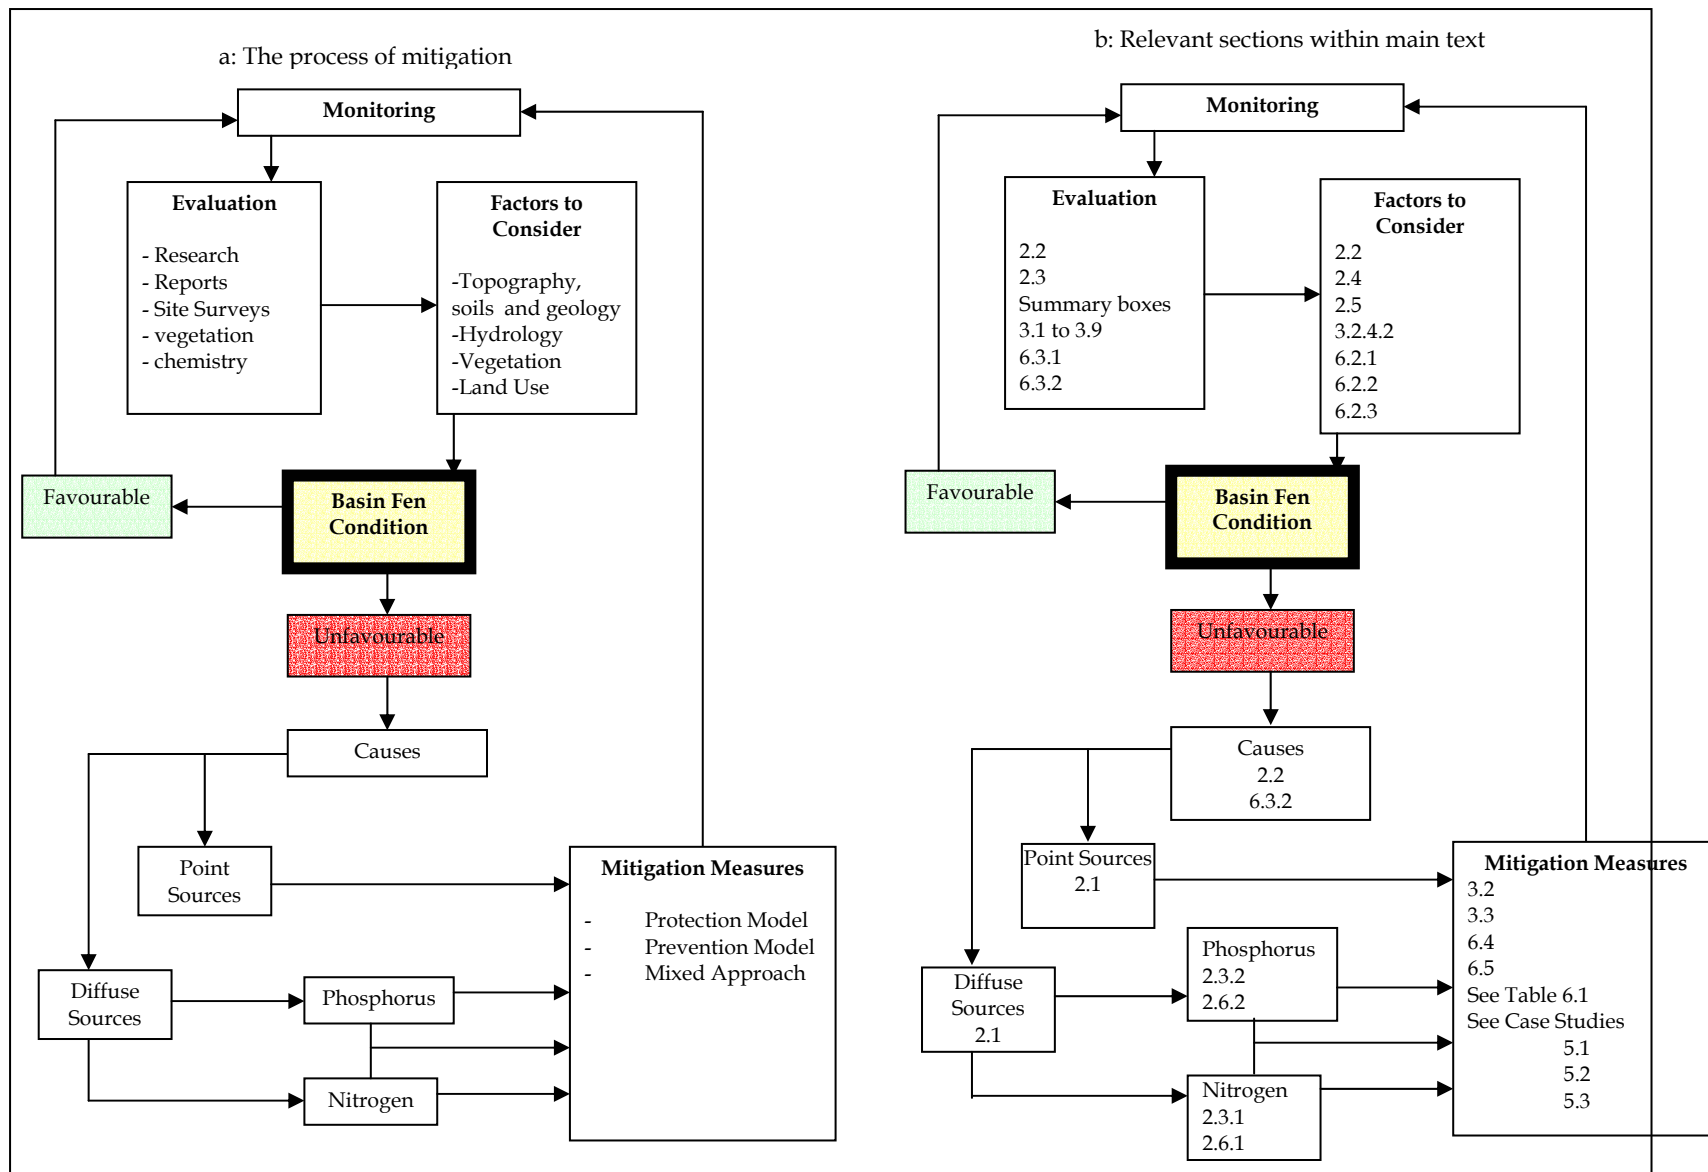 a: The process of mitigation
Monitoring
Evaluation
- Research
- Reports
- Site Surveys
- vegetation
- chemistry
Factors to
Consider
-Topography,
soils and geology
-Hydrology
-Vegetation
-Land Use
Favourable
Basin Fen
Condition
Unfavourable
Causes
Point
Sources
Diffuse
Sources
Phosphorus
Nitrogen
Mitigation Measures
- Protection Model
- Prevention Model
- Mixed Approach
b: Relevant sections within main text
Monitoring
Evaluation
2.2
2.3
Summary boxes
3.1 to 3.9
6.3.1
6.3.2
Factors to
Consider
2.2
2.4
2.5
3.2.4.2
6.2.1
6.2.2
6.2.3
Favourable
Basin Fen
Condition
Unfavourable
Causes
2.2
6.3.2
Point Sources
2.1
Diffuse
Sources
2.1
Phosphorus
2.3.2
2.6.2
Nitrogen
2.3.1
2.6.1
Mitigation Measures
3.2
3.3
6.4
6.5
See Table 6.1
See Case Studies
5.1
5.2
5.3